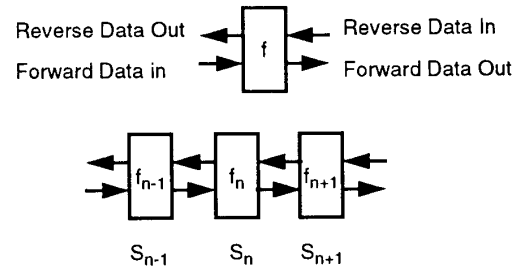 Reverse Data Out
Reverse Data In
f
Forward Data in
Forward Data Out
fn-1
fn
fn+1
Sn-1
Sn
Sn+1